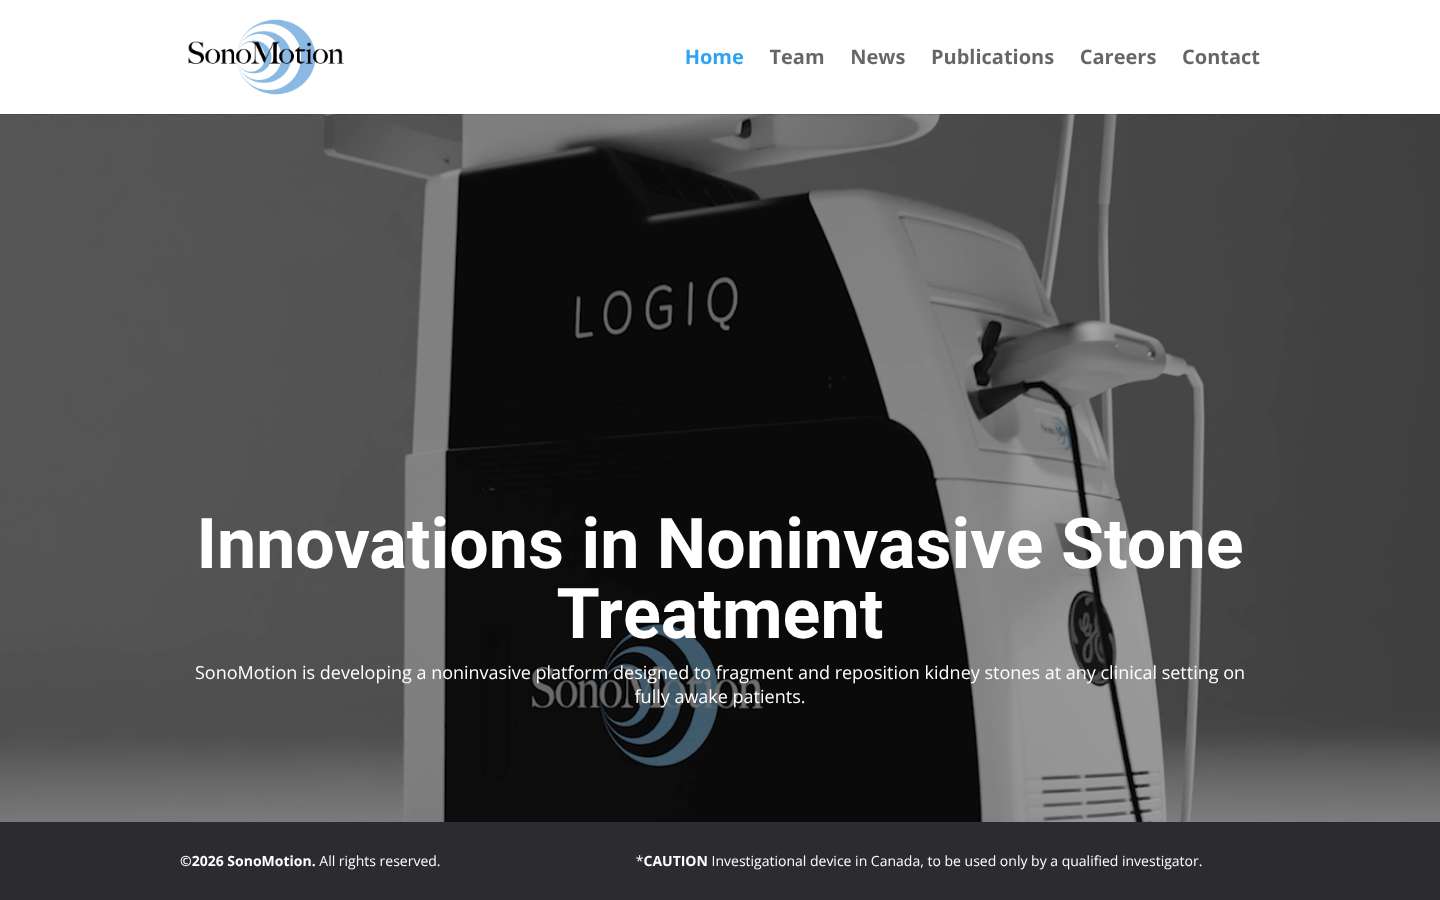 SonoMotion
Home Team News Publications Careers Contact
LOGIQ
Innovations in Noninvasive Stone
Treatment
SonoMotion is developing a noninvasive platform designed to fragment and reposition kidney stones at any clinical setting on
fully awake patients.
SonoMotion
GE
©2026 SonoMotion. All rights reserved.
*CAUTION Investigational device in Canada, to be used only by a qualified investigator.